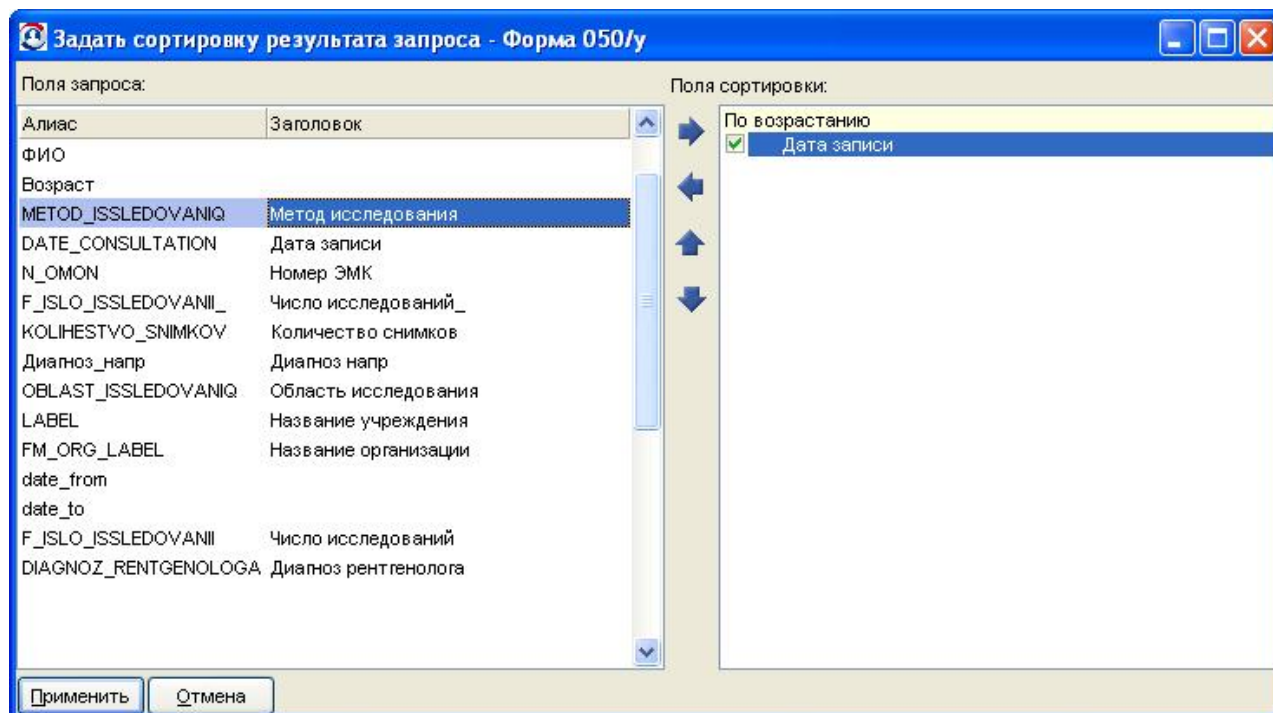 Задать сортировку результата запроса - Форма 050/у
Поля запроса:
Поля сортировки:
Алиас Заголовок
ФИО
Возраст
METOD_ISSLEDOVANIQ Метод исследования
DATE_CONSULTATION Дата записи
N_OMON Номер ЭМК
F_ISLO_ISSLEDOVANII_ Число исследований_
KOLIHESTVO_SNIMKOV Количество снимков
Диагноз_напр Диагноз напр
OBLAST_ISSLEDOVANIQ Область исследования
LABEL Название учреждения
FM_ORG_LABEL Название организации
date_from
date_to
F_ISLO_ISSLEDOVANII Число исследований
DIAGNOZ_RENTGENOLOGA Диагноз рентгенолога
По возрастанию
Дата записи
Применить Отмена